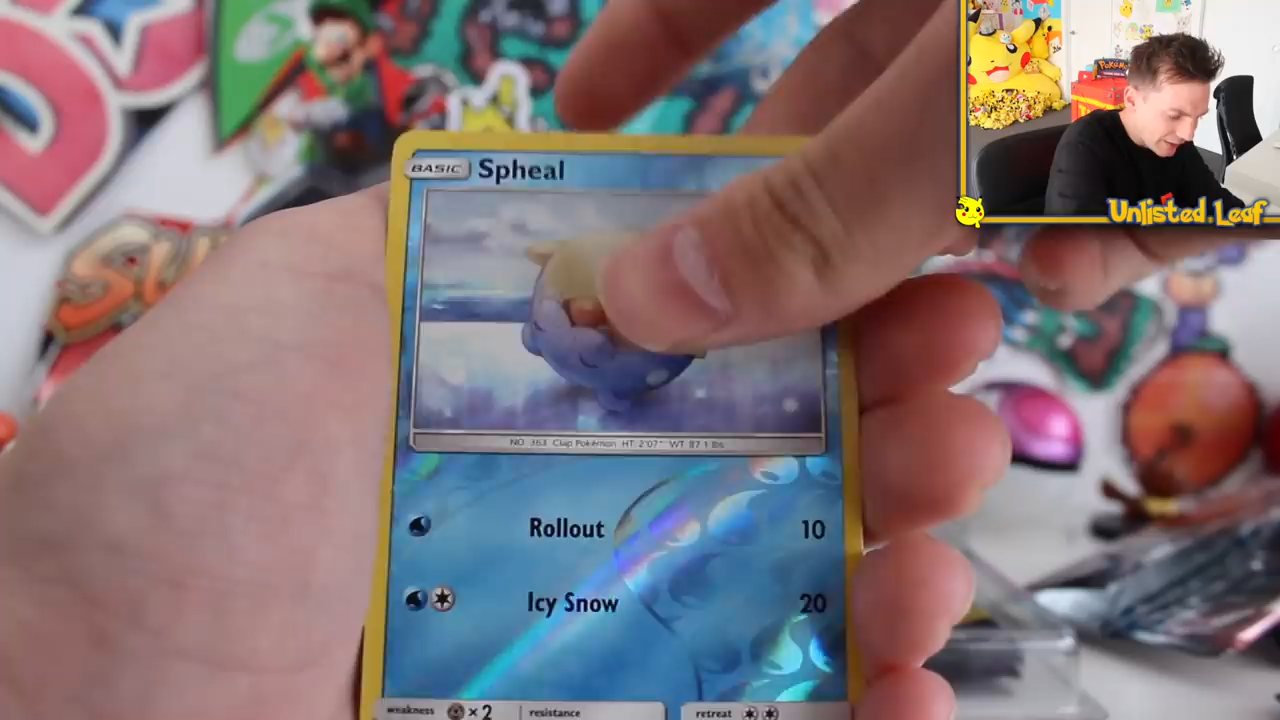 BASIC Spheal
NO. 363 Clap Pokémon HT 2'07" WT 87.1 lbs
Rollout 10
Icy Snow 20
weakness ×2 resistance retreat
POKéMON
Unlisted.Leaf